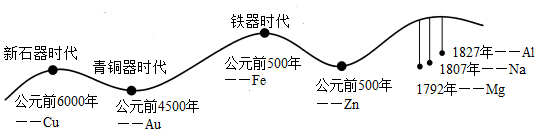 新石器时代
公元前6000年
——Cu
青铜器时代
公元前4500年
——Au
铁器时代
公元前500年
——Fe
公元前500年
——Zn
1827年——Al
1807年——Na
1792年——Mg